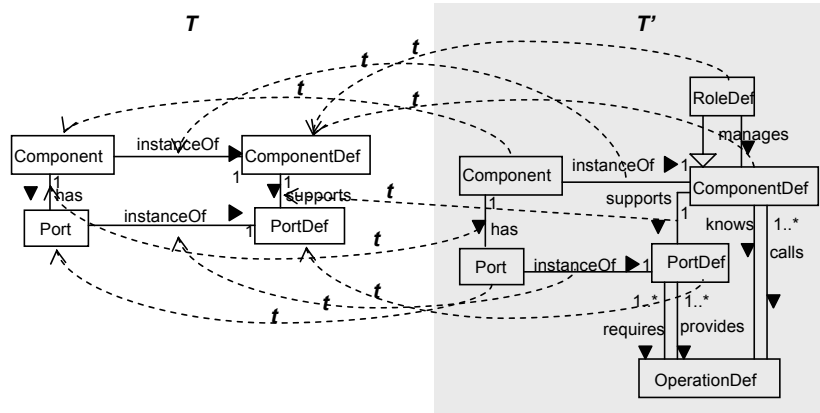 T T’
t
t
t
t
RoleDef
manages
instanceOf
Component ComponentDef
1 1
1
has supports
instanceOf
Port PortDef
1
t
t
t
t
instanceOf
Component 1
ComponentDef
supports
1 1
has
knows 1..*
calls
instanceOf
Port 1 PortDef
1..* 1..*
requires provides
OperationDef